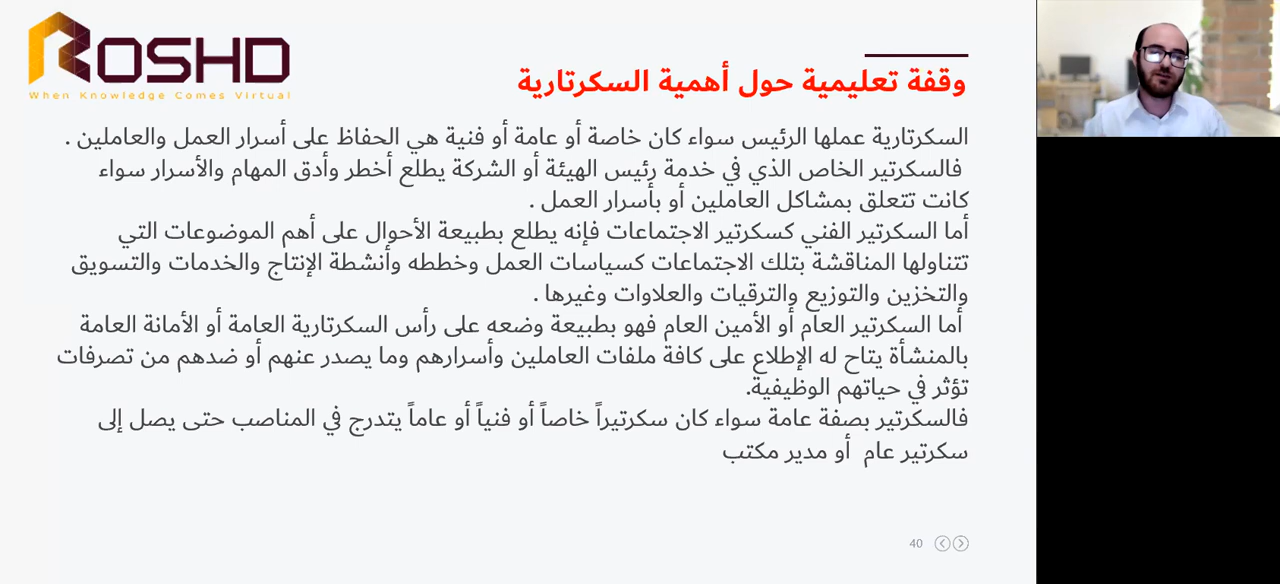 ROSHD
When Knowledge Comes Virtual
وقفة تعليمية حول أهمية السكرتارية
السكرتارية عملها الرئيس سواء كان خاصة أو عامة أو فنية هي الحفاظ على أسرار العمل والعاملين .
فالسكرتير الخاص الذي في خدمة رئيس الهيئة أو الشركة يطلع أخطر وأدق المهام والأسرار سواء
كانت تتعلق بمشاكل العاملين أو بأسرار العمل .
أما السكرتير الفني كسكرتير الاجتماعات فإنه يطلع بطبيعة الأحوال على أهم الموضوعات التي
تتناولها المناقشة بتلك الاجتماعات كسياسات العمل وخططه وأنشطة الإنتاج والخدمات والتسويق
والتخزين والتوزيع والترقيات والعلاوات وغيرها .
أما السكرتير العام أو الأمين العام فهو بطبيعة وضعه على رأس السكرتارية العامة أو الأمانة العامة
بالمنشأة يتاح له الإطلاع على كافة ملفات العاملين وأسرارهم وما يصدر عنهم أو ضدهم من تصرفات
تؤثر في حياتهم الوظيفية.
فالسكرتير بصفة عامة سواء كان سكرتيراً خاصاً أو فنياً أو عاماً يتدرج في المناصب حتى يصل إلى
سكرتير عام أو مدير مكتب
40